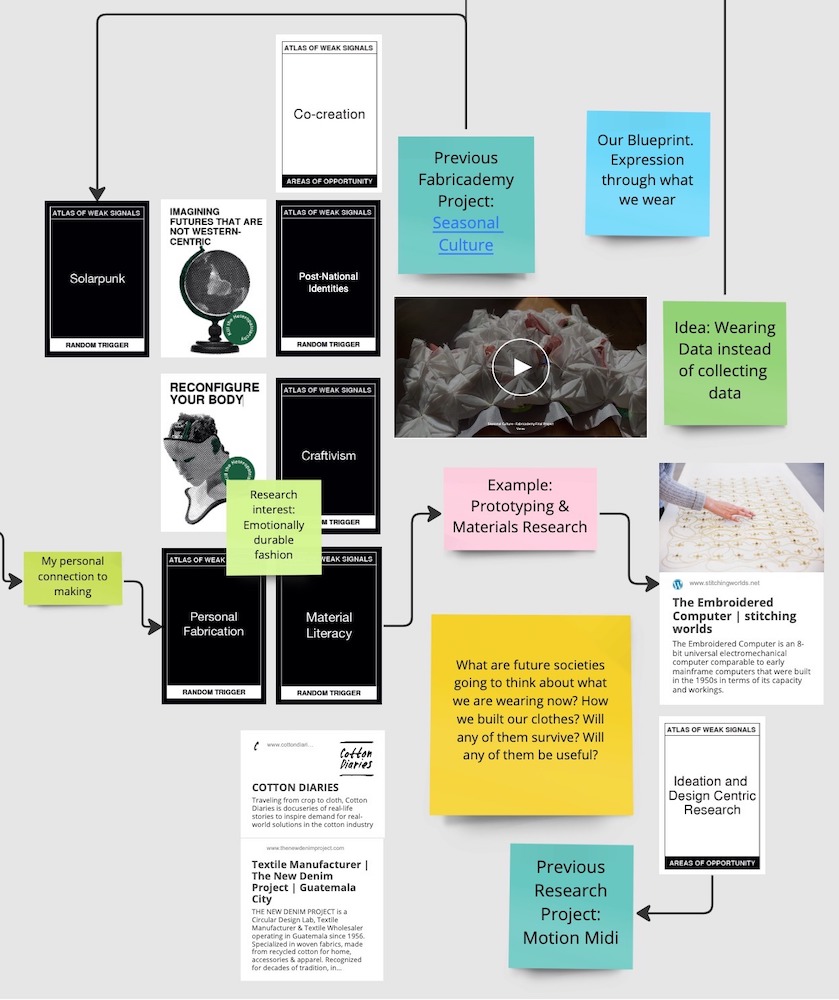 ATLAS OF WEAK SIGNALS
Co-creation
AREAS OF OPPORTUNITY
Previous
Fabricademy
Project:
Seasonal
Culture
Our Blueprint.
Expression
through what
we wear
ATLAS OF WEAK SIGNALS
Solarpunk
RANDOM TRIGGER
IMAGINING
FUTURES THAT ARE
NOT WESTERN-
CENTRIC
ATLAS OF WEAK SIGNALS
Post-National
Identities
RANDOM TRIGGER
Idea: Wearing
Data instead
of collecting
data
RECONFIGURE
YOUR BODY
ATLAS OF WEAK SIGNALS
Craftivism
TRIGGER
Research
interest:
Emotionally
durable
fashion
Example:
Prototyping &
Materials Research
My personal
connection to
making
ATLAS OF WEAK
Personal
Fabrication
RANDOM TRIGGER
SIGNALS
Material
Literacy
RANDOM TRIGGER
www.stitchingworlds.net
The Embroidered
Computer | stitching
worlds
The Embroidered Computer is an 8-
bit universal electromechanical
computer comparable to early
mainframe computers that were built
in the 1950s in terms of its capacity
and workings.
What are future societies
going to think about what
we are wearing now? How
we built our clothes? Will
any of them survive? Will
any of them be useful?
www.cottondiari...
Cotton
Diaries
COTTON DIARIES
Traveling from crop to cloth, Cotton
Diaries is docuseries of real-life
stories to inspire demand for real-
world solutions in the cotton industry
www.thenewdenimproject.com
Textile Manufacturer |
The New Denim
Project | Guatemala
City
THE NEW DENIM PROJECT is a
Circular Design Lab, Textile
Manufacturer & Textile Wholesaler
operating in Guatemala since 1956.
Specialized in woven fabrics, made
from recycled cotton for home,
accessories & apparel. Recognized
for decades of tradition, in...
ATLAS OF WEAK SIGNALS
Ideation and
Design Centric
Research
AREAS OF OPPORTUNITY
Previous
Research
Project:
Motion Midi